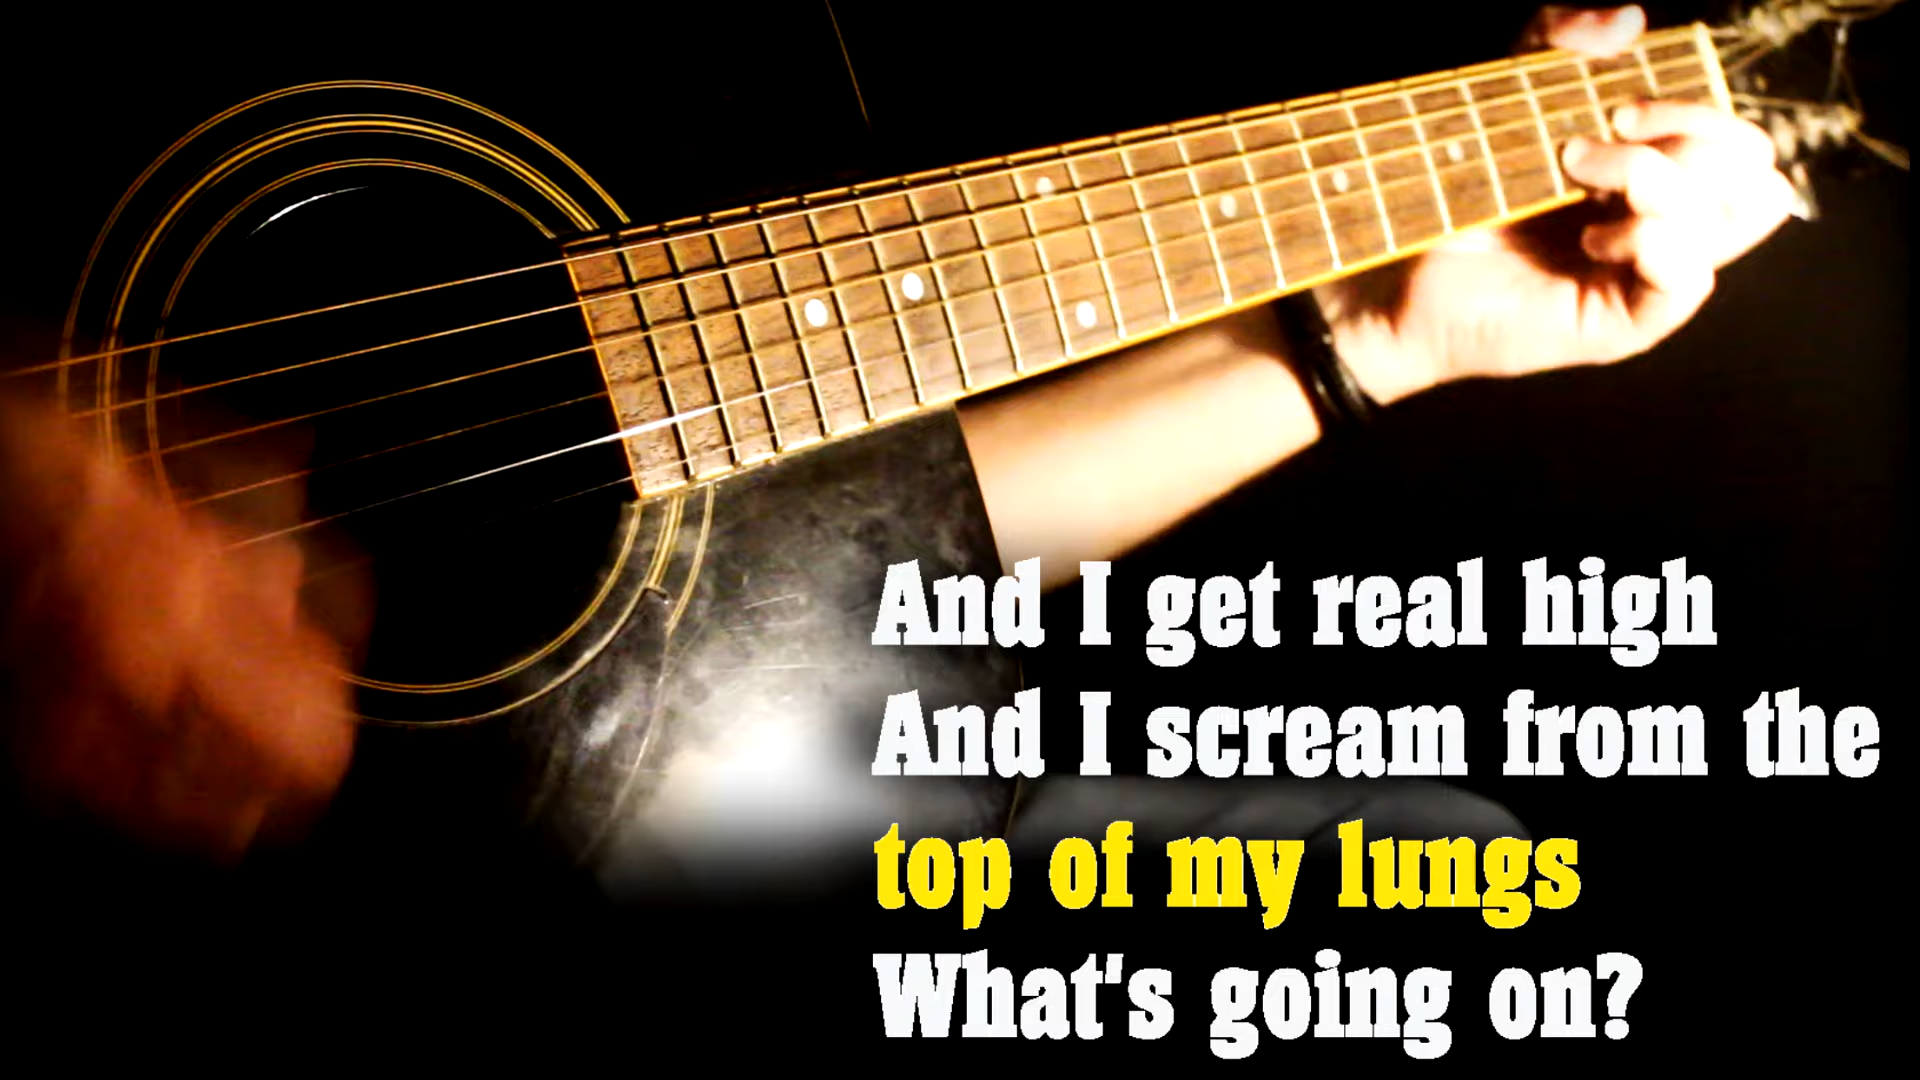 And I get real high
And I scream from the
top of my lungs
What's going on?